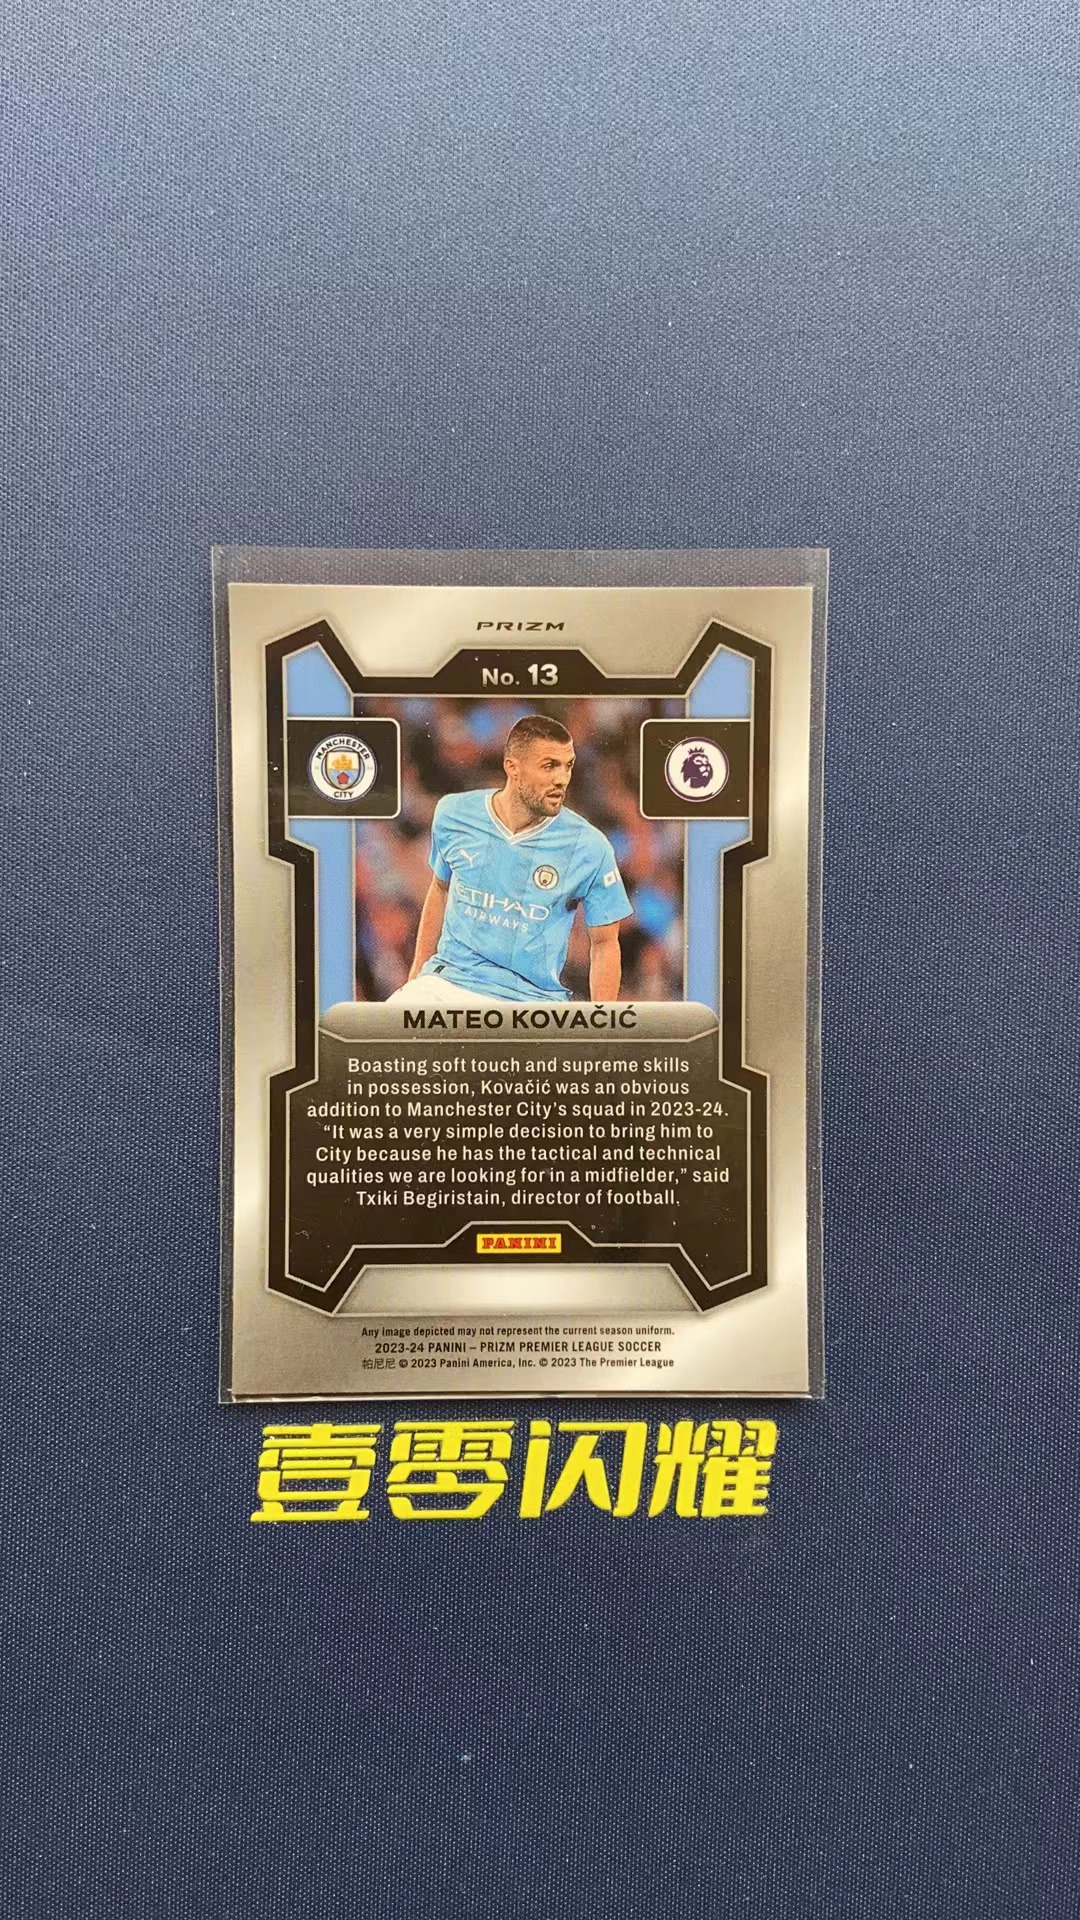 PRIZM
No. 13
MANCHESTER
CITY
ETIHAD
AIRWAYS
MATEO KOVAČIĆ
Boasting soft touch and supreme skills
in possession, Kovačić was an obvious
addition to Manchester City's squad in 2023-24.
“It was a very simple decision to bring him to
City because he has the tactical and technical
qualities we are looking for in a midfielder,” said
Txiki Begiristain, director of football.
PANINI
Any image depicted may not represent the current season uniform.
2023-24 PANINI – PRIZM PREMIER LEAGUE SOCCER
帕尼尼 © 2023 Panini America, Inc. © 2023 The Premier League
壹零闪耀